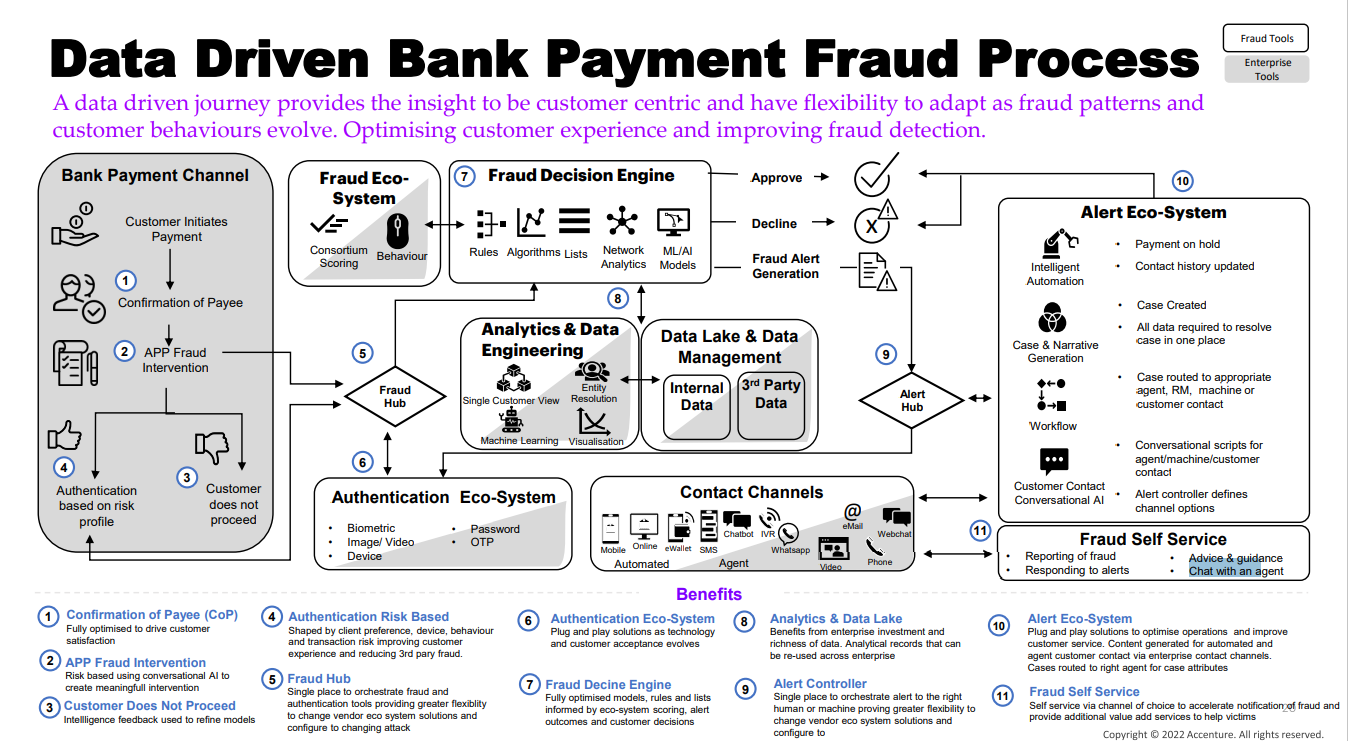 Data Driven Bank Payment Fraud Process
Fraud Tools
Enterprise
Tools
A data driven journey provides the insight to be customer centric and have flexibility to adapt as fraud patterns and
customer behaviours evolve. Optimising customer experience and improving fraud detection.
Bank Payment Channel
Customer Initiates
Payment
1
Confirmation of Payee
2
APP Fraud
Intervention
4
Authentication
based on risk
profile
3
Customer
does not
proceed
Fraud Eco-
System
Consortium
Scoring
Behaviour
7
Fraud Decision Engine
Rules
Algorithms
Lists
Network
Analytics
ML/AI
Models
Approve
Decline
X
Fraud Alert
Generation
5
Fraud
Hub
6
8
Analytics & Data
Engineering
Single Customer View
Entity
Resolution
Machine Learning
Visualisation
Data Lake & Data
Management
Internal
Data
3rd Party
Data
9
Alert
Hub
10
Alert Eco-System
Intelligent
Automation
• Payment on hold
• Contact history updated
Case & Narrative
Generation
• Case Created
• All data required to resolve
case in one place
Workflow
• Case routed to appropriate
agent, RM, machine or
customer contact
Customer Contact
Conversational AI
• Conversational scripts for
agent/machine/customer
contact
• Alert controller defines
channel options
Authentication Eco-System
• Biometric
• Image/ Video
• Device
• Password
• OTP
Contact Channels
Mobile
Online
eWallet
SMS
Chatbot
IVR
Whatsapp
@
eMail
Webchat
Video
Phone
Automated
Agent
11
Fraud Self Service
• Reporting of fraud
• Responding to alerts
• Advice & guidance
• Chat with an agent
Benefits
1 Confirmation of Payee (CoP)
Fully optimised to drive customer
satisfaction
2 APP Fraud Intervention
Risk based using conversational AI to
create meaningfull intervention
3 Customer Does Not Proceed
Intellligence feedback used to refine models
4 Authentication Risk Based
Shaped by client preference, device, behaviour
and transaction risk improving customer
experience and reducing 3rd pary fraud.
5 Fraud Hub
Single place to orchestrate fraud and
authentication tools providing greater flexiblity
to change vendor eco system solutions and
configure to changing attack
6 Authentication Eco-System
Plug and play solutions as technology
and customer acceptance evolves
7 Fraud Decine Engine
Fully optimised models, rules and lists
informed by eco-system scoring, alert
outcomes and customer decisions
8 Analytics & Data Lake
Benefits from enterprise investment and
richness of data. Analytical records that can
be re-used across enterprise
9 Alert Controller
Single place to orchestrate alert to the right
human or machine proving greater flexibility to
change vendor eco system solutions and
configure to
10 Alert Eco-System
Plug and play solutions to optimise operations and improve
customer service. Content generated for automated and
agent customer contact via enterprise contact channels.
Cases routed to right agent for case attributes
11 Fraud Self Service
Self service via channel of choice to accelerate notification of fraud and
provide additional value add services to help victims
Copyright © 2022 Accenture. All rights reserved.